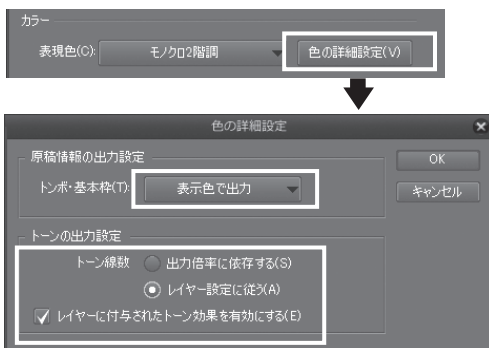 カラー
表現色(C): モノクロ2階調 色の詳細設定(V)
色の詳細設定
原稿情報の出力設定
OK
トンボ・基本枠(T): 表示色で出力
キャンセル
トーンの出力設定
トーン線数 出力倍率に依存する(S)
レイヤー設定に従う(A)
レイヤーに付与されたトーン効果を有効にする(E)